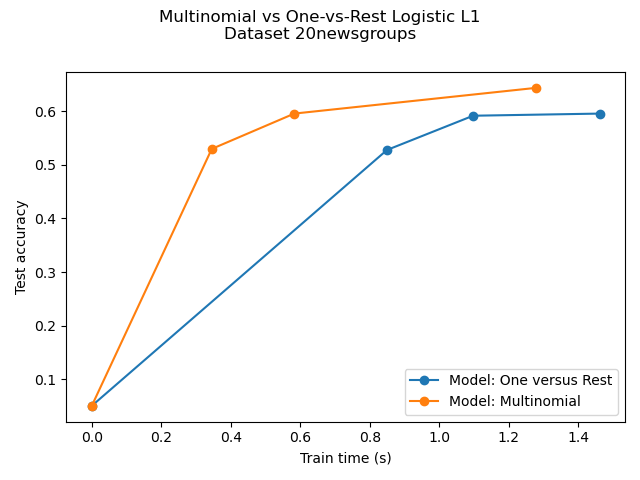 Multinomial vs One-vs-Rest Logistic L1
Dataset 20newsgroups
0.6
0.5
0.4
0.3
0.2
0.1
Test accuracy
Model: One versus Rest
Model: Multinomial
0.0 0.2 0.4 0.6 0.8 1.0 1.2 1.4
Train time (s)